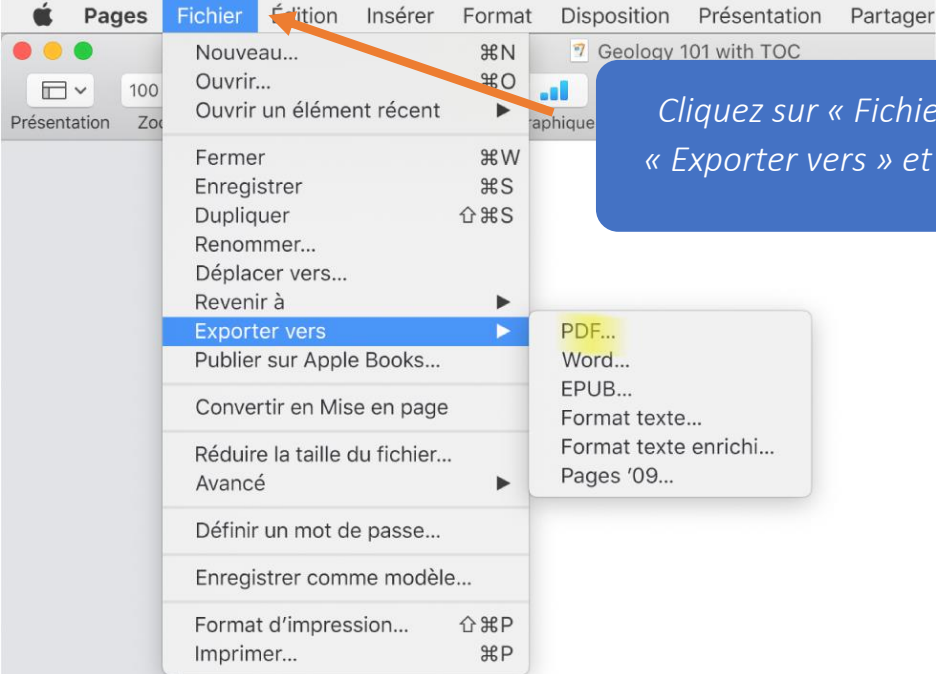 Pages Fichier Édition Insérer Format Disposition Présentation Partager
Geology 101 with TOC
100
Présentation
Cliquez sur « Fichie
« Exporter vers » et
Nouveau... ⌘N
Ouvrir... ⌘O
Ouvrir un élément récent ▶
Fermer ⌘W
Enregistrer ⌘S
Dupliquer ⇧⌘S
Renommer...
Déplacer vers...
Revenir à ▶
Exporter vers ▶
Publier sur Apple Books...
Convertir en Mise en page
Réduire la taille du fichier...
Avancé ▶
Définir un mot de passe...
Enregistrer comme modèle...
Format d’impression... ⇧⌘P
Imprimer... ⌘P
PDF...
Word...
EPUB...
Format texte...
Format texte enrichi...
Pages ’09...